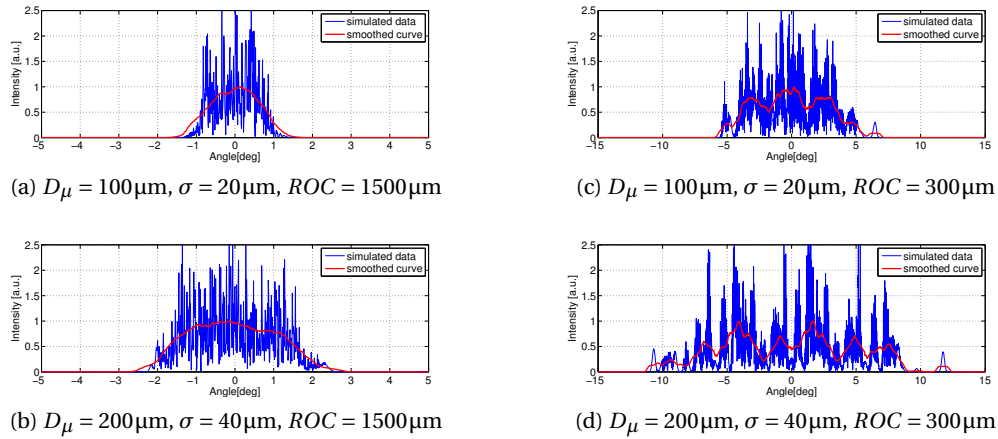 2.5
2
1.5
1
0.5
0
Intensity [a.u.]
simulated data
smoothed curve
−5 −4 −3 −2 −1 0 1 2 3 4 5
Angle[deg]
(a) Dμ = 100μm, σ = 20μm, ROC = 1500μm
2.5
2
1.5
1
0.5
0
Intensity [a.u.]
simulated data
smoothed curve
−15 −10 −5 0 5 10 15
Angle[deg]
(c) Dμ = 100μm, σ = 20μm, ROC = 300μm
2.5
2
1.5
1
0.5
0
Intensity [a.u.]
simulated data
smoothed curve
−5 −4 −3 −2 −1 0 1 2 3 4 5
Angle[deg]
(b) Dμ = 200μm, σ = 40μm, ROC = 1500μm
2.5
2
1.5
1
0.5
0
Intensity [a.u.]
simulated data
smoothed curve
−15 −10 −5 0 5 10 15
Angle[deg]
(d) Dμ = 200μm, σ = 40μm, ROC = 300μm